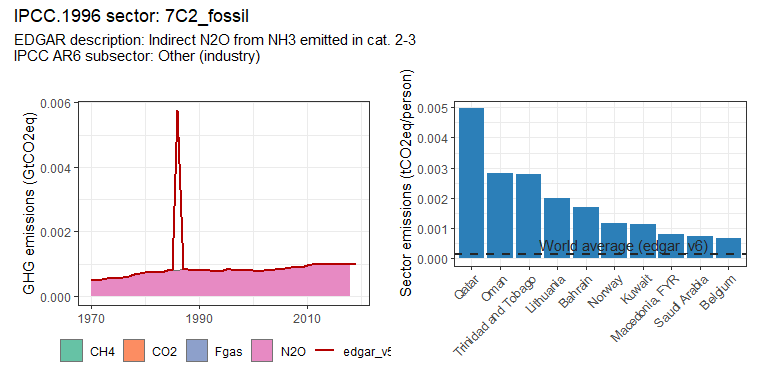 IPCC.1996 sector: 7C2_fossil
EDGAR description: Indirect N2O from NH3 emitted in cat. 2-3
IPCC AR6 subsector: Other (industry)
GHG emissions (GtCO2eq)
0.006
0.004
0.002
0.000
1970
1990
2010
CH4
CO2
Fgas
N2O
edgar_v6
Sector emissions (tCO2eq/person)
0.005
0.004
0.003
0.002
0.001
0.000
World average (edgar_v6)
Qatar
Oman
Trinidad and Tobago
Lithuania
Bahrain
Norway
Kuwait
Macedonia, FYR
Saudi Arabia
Belgium